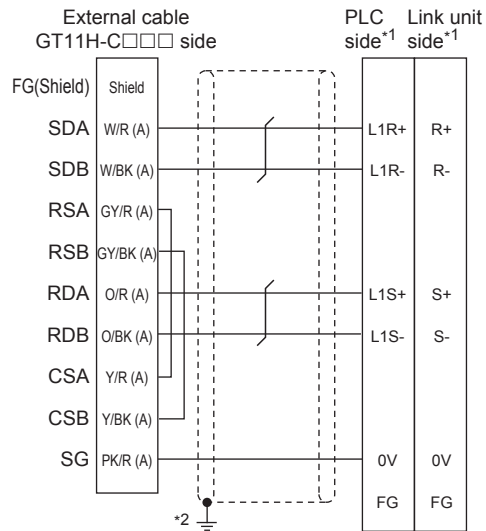 External cable
GT11H-C□□□ side
PLC side*1
Link unit side*1
FG(Shield) Shield
SDA W/R (A) L1R+ R+
SDB W/BK (A) L1R- R-
RSA GY/R (A)
RSB GY/BK (A)
RDA O/R (A) L1S+ S+
RDB O/BK (A) L1S- S-
CSA Y/R (A)
CSB Y/BK (A)
SG PK/R (A) 0V 0V
FG FG
*2